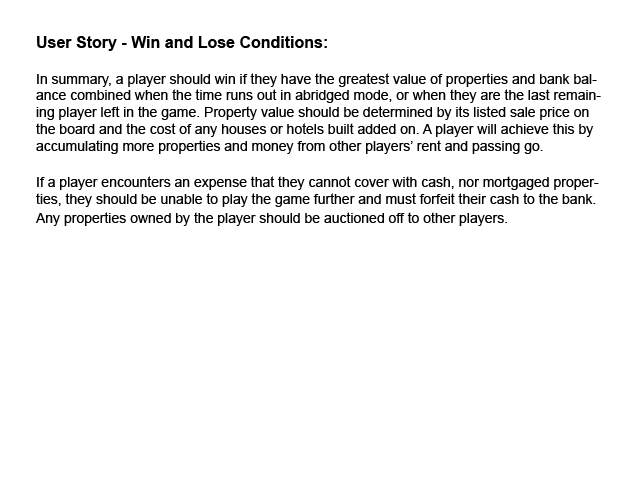 User Story - Win and Lose Conditions:
In summary, a player should win if they have the greatest value of properties and bank bal-
ance combined when the time runs out in abridged mode, or when they are the last remain-
ing player left in the game. Property value should be determined by its listed sale price on
the board and the cost of any houses or hotels built added on. A player will achieve this by
accumulating more properties and money from other players' rent and passing go.
If a player encounters an expense that they cannot cover with cash, nor mortgaged proper-
ties, they should be unable to play the game further and must forfeit their cash to the bank.
Any properties owned by the player should be auctioned off to other players.